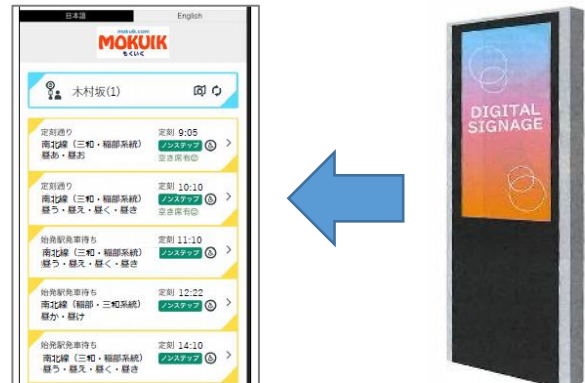 日本語
English
mokuik.com
MOKUIK
もくいく
木村坂(1)
定刻通り
定刻 9:05
南北線（三和・稲部系統）
ノンステップ
昼あ・昼お
空き席有☺
定刻通り
定刻 10:10
南北線（三和・稲部系統）
ノンステップ
昼う・昼え・昼く・昼き
空き席有☺
始発駅発車待ち
定刻 11:10
南北線（三和・稲部系統）
ノンステップ
昼う・昼え・昼く・昼き
始発駅発車待ち
定刻 12:22
南北線（稲部・三和系統）
ノンステップ
昼か・昼け
始発駅発車待ち
定刻 14:10
南北線（三和・稲部系統）
ノンステップ
昼う・昼え・昼く・昼き
DIGITAL
SIGNAGE